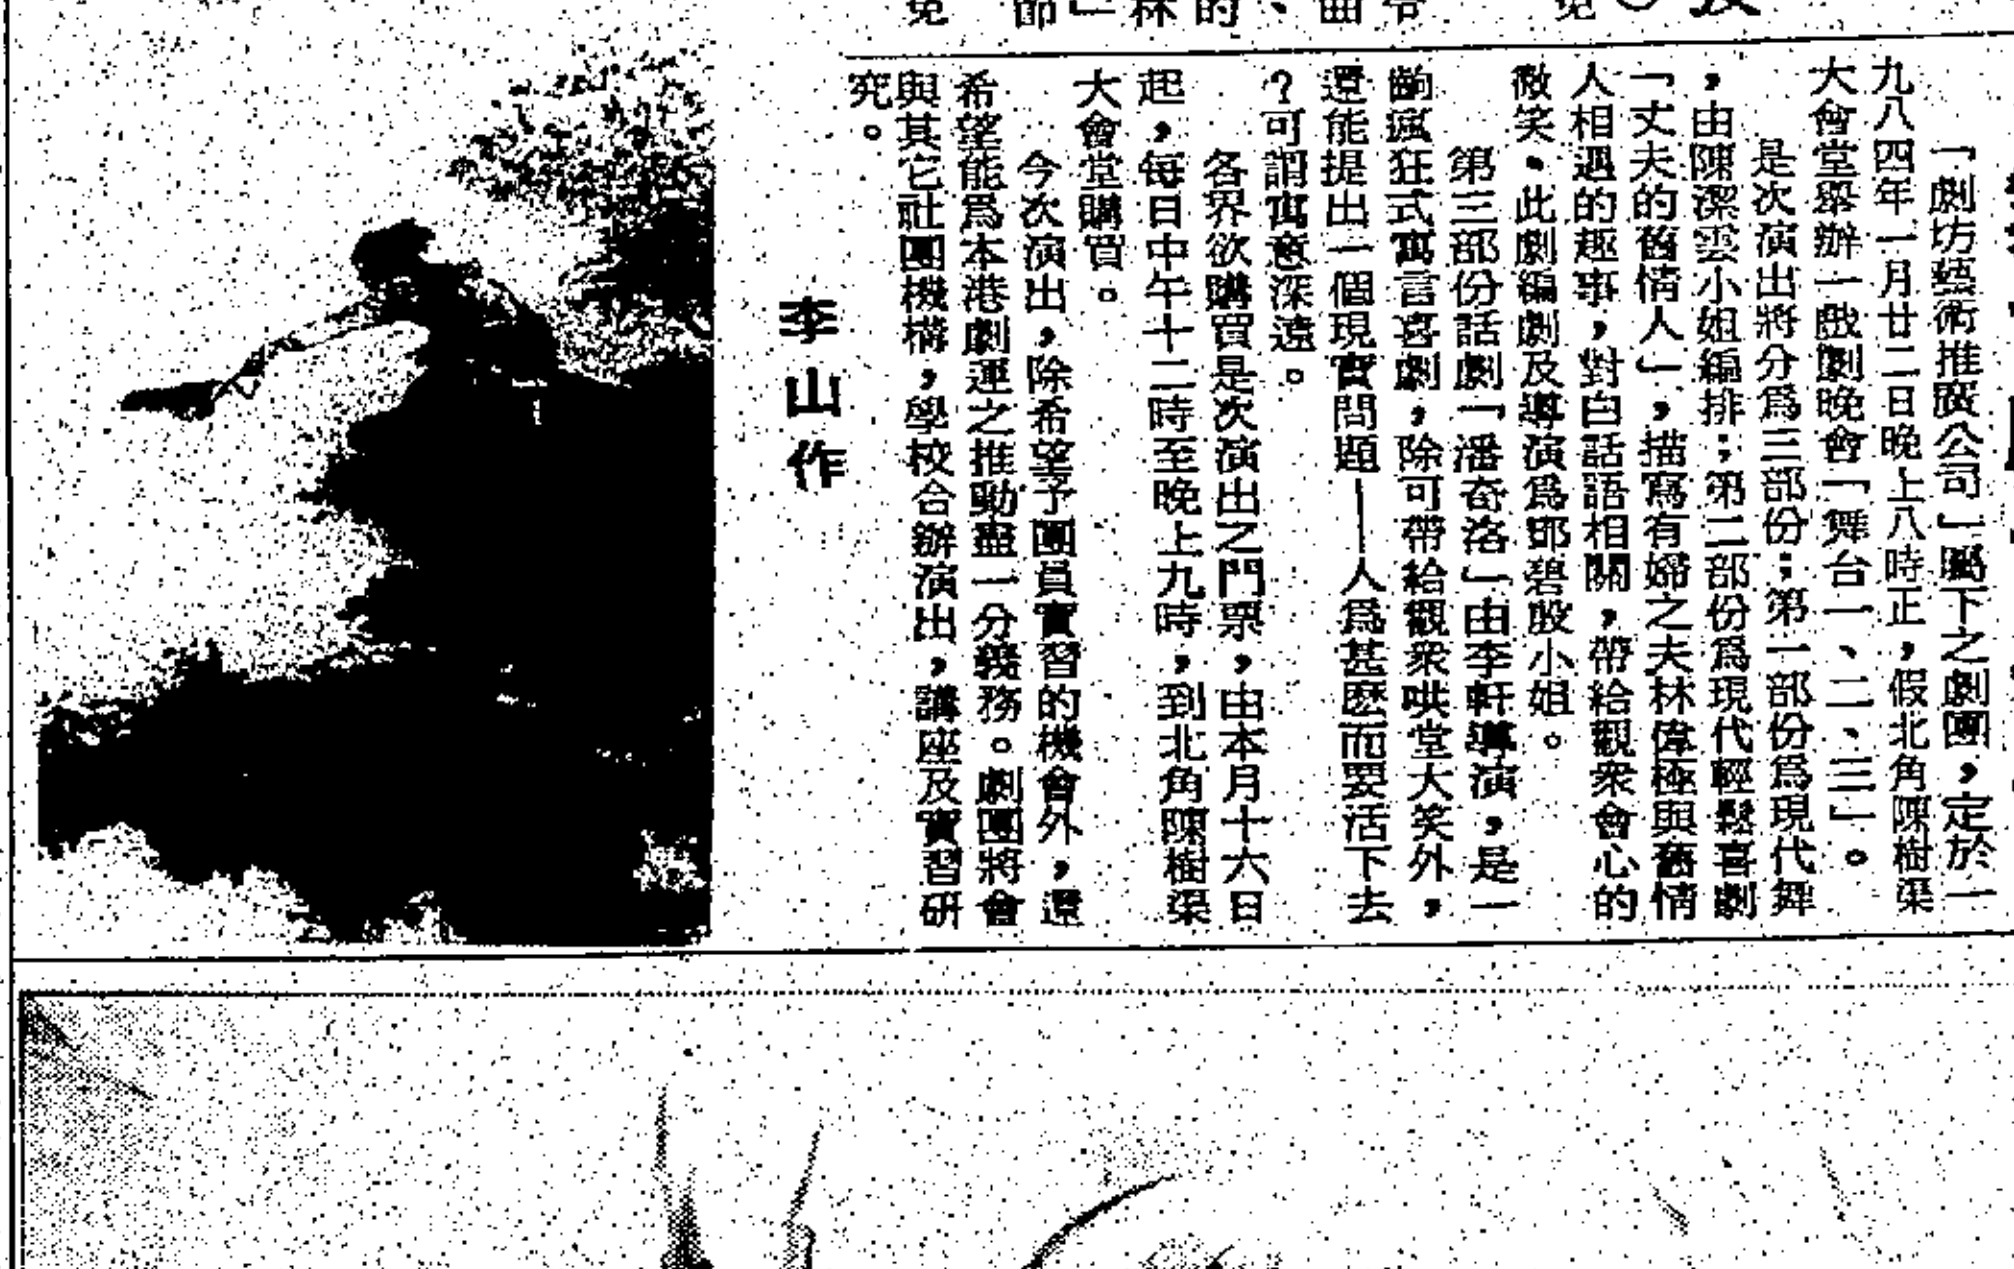 「劇坊藝術推廣公司」屬下之劇團，定於一
九八四年一月廿二日晚上八時正，假北角陳樹渠
大會堂舉辦一戲劇晚會「舞台一、二、三」。
是次演出將分爲三部份；第一部份爲現代舞
，由陳潔雲小姐編排；第二部份爲現代輕鬆喜劇
「丈夫的舊情人」，描寫有婦之夫林偉極與舊情
人相遇的趣事，對白話語相關，帶給觀衆會心的
微笑。此劇編劇及導演爲鄧碧殷小姐。
第三部份話劇「潘奇洛」由李軒導演，是一
齣瘋狂式寓言喜劇，除可帶給觀衆哄堂大笑外，
還能提出一個現實問題——人爲甚麽而要活下去
？可謂寓意深遠。
各界欲購買是次演出之門票，由本月十六日
起，每日中午十二時至晚上九時，到北角陳樹渠
大會堂購買。
今次演出，除希望予團員實習的機會外，還
希望能爲本港劇運之推動盡一分義務。劇團將會
與其它社團機構，學校合辦演出，講座及實習研
究。
李山作